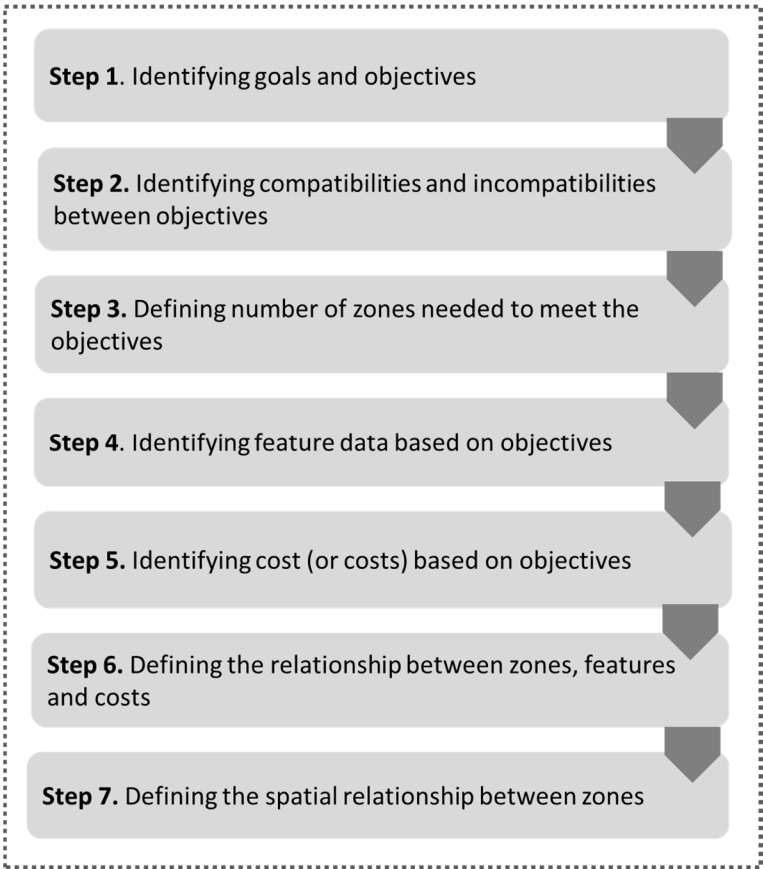 Step 1. Identifying goals and objectives
Step 2. Identifying compatibilities and incompatibilities
between objectives
Step 3. Defining number of zones needed to meet the
objectives
Step 4. Identifying feature data based on objectives
Step 5. Identifying cost (or costs) based on objectives
Step 6. Defining the relationship between zones, features
and costs
Step 7. Defining the spatial relationship between zones